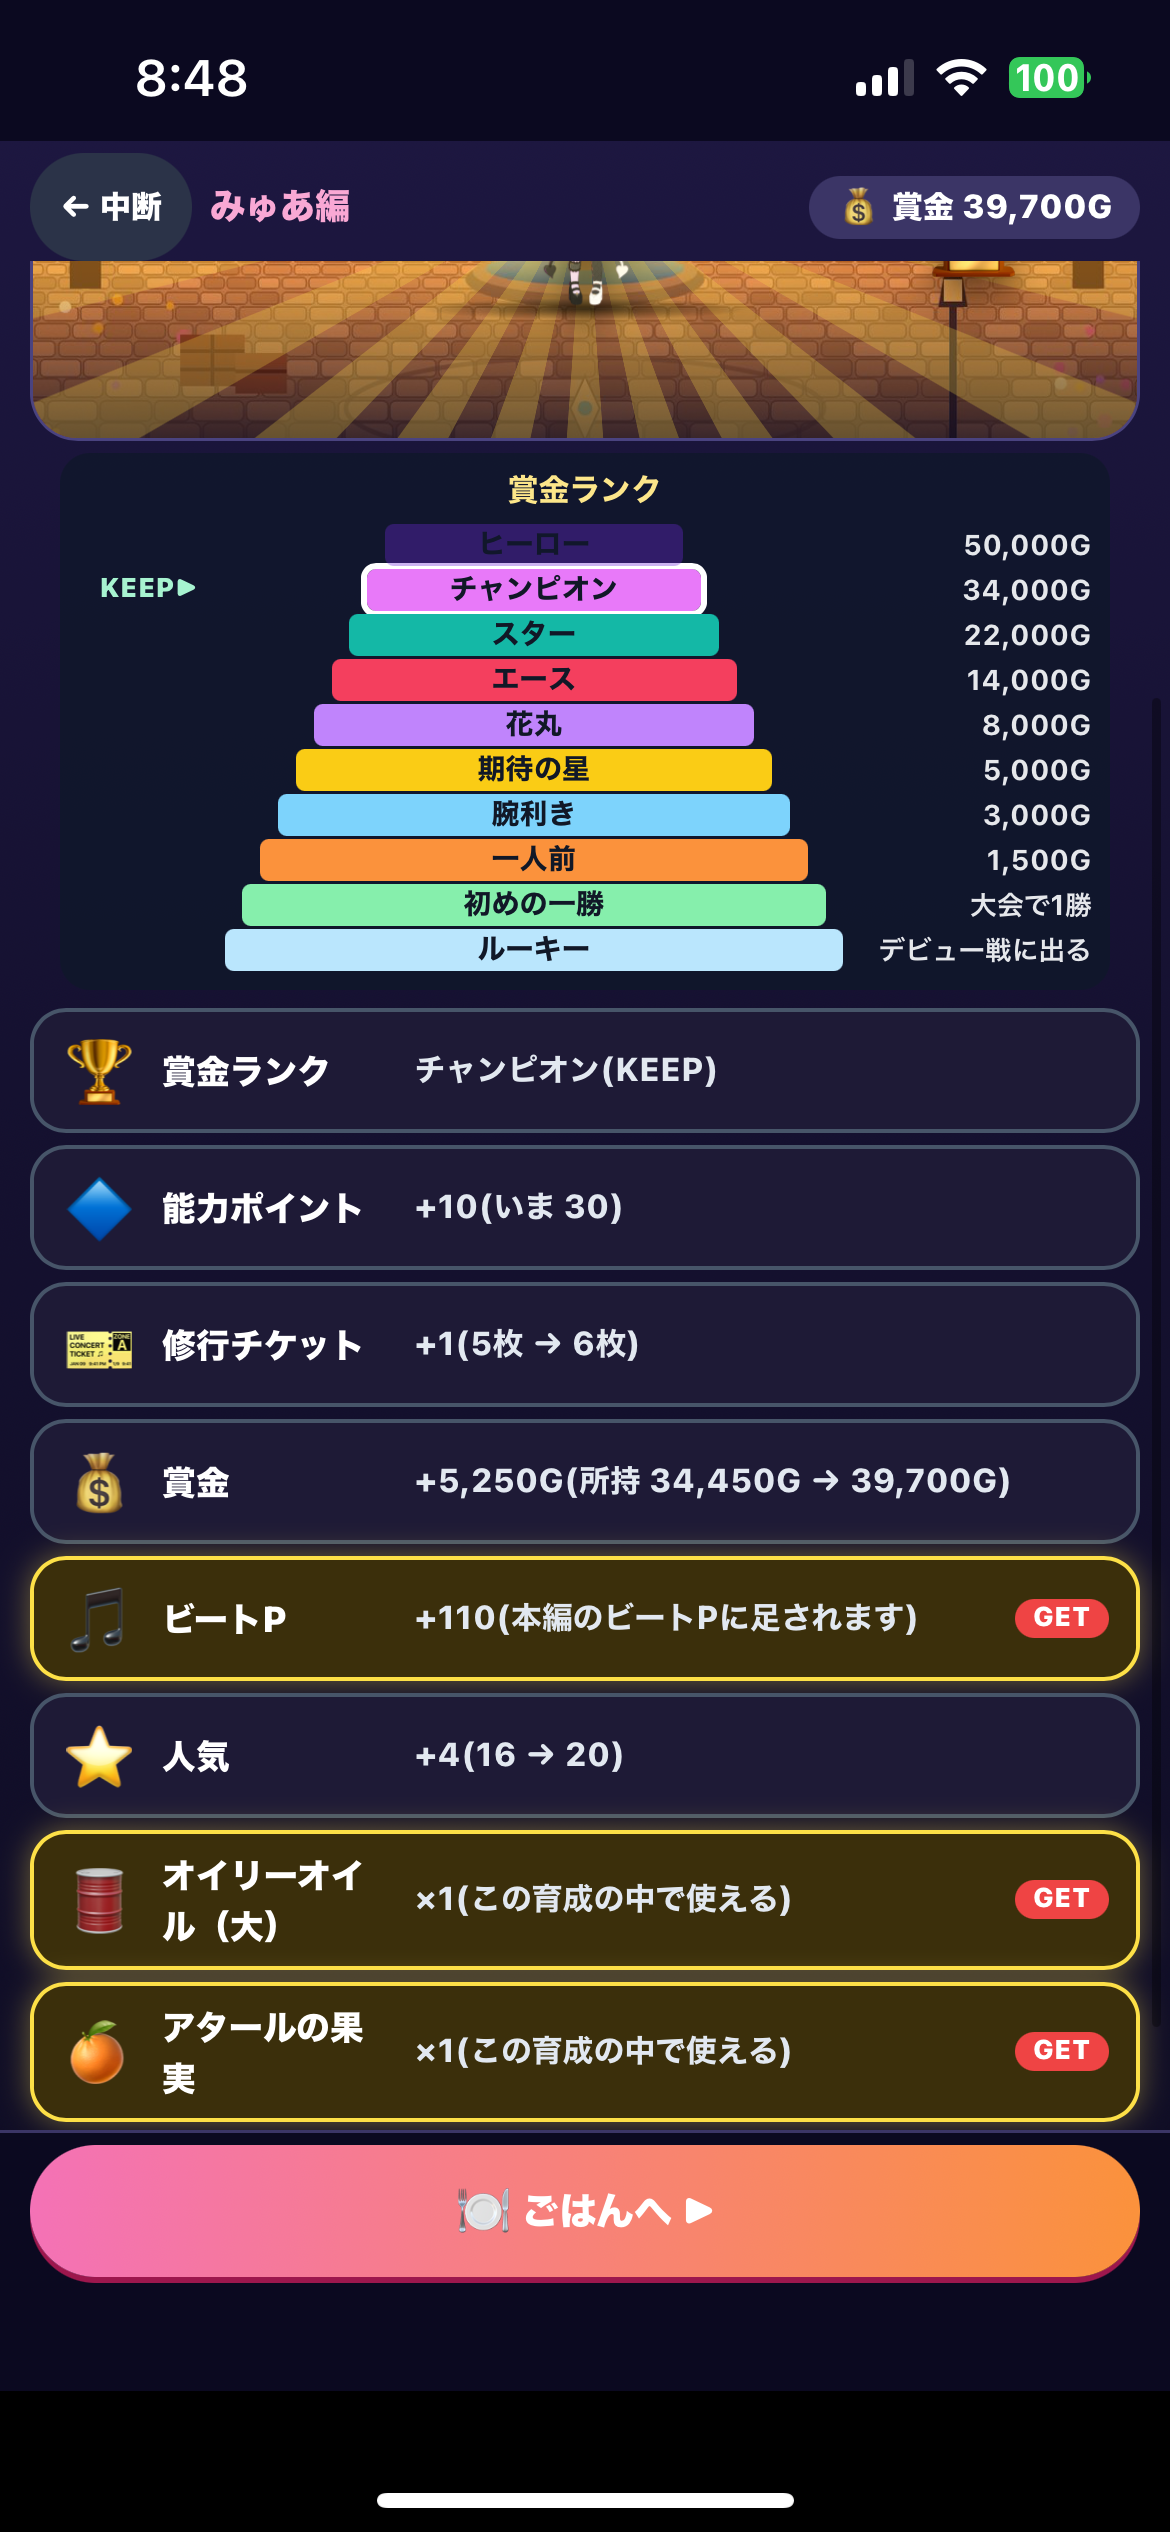 8:48
100
← 中断
みゅあ編
賞金 39,700G
賞金ランク
ヒーロー 50,000G
KEEP▶ チャンピオン 34,000G
スター 22,000G
エース 14,000G
花丸 8,000G
期待の星 5,000G
腕利き 3,000G
一人前 1,500G
初めの一勝 大会で1勝
ルーキー デビュー戦に出る
賞金ランク チャンピオン(KEEP)
能力ポイント +10(いま 30)
修行チケット +1(5枚 → 6枚)
賞金 +5,250G(所持 34,450G → 39,700G)
ビートP +110(本編のビートPに足されます) GET
人気 +4(16 → 20)
オイリーオイ
ル（大） ×1(この育成の中で使える) GET
アタールの果
実 ×1(この育成の中で使える) GET
ごはんへ ▶